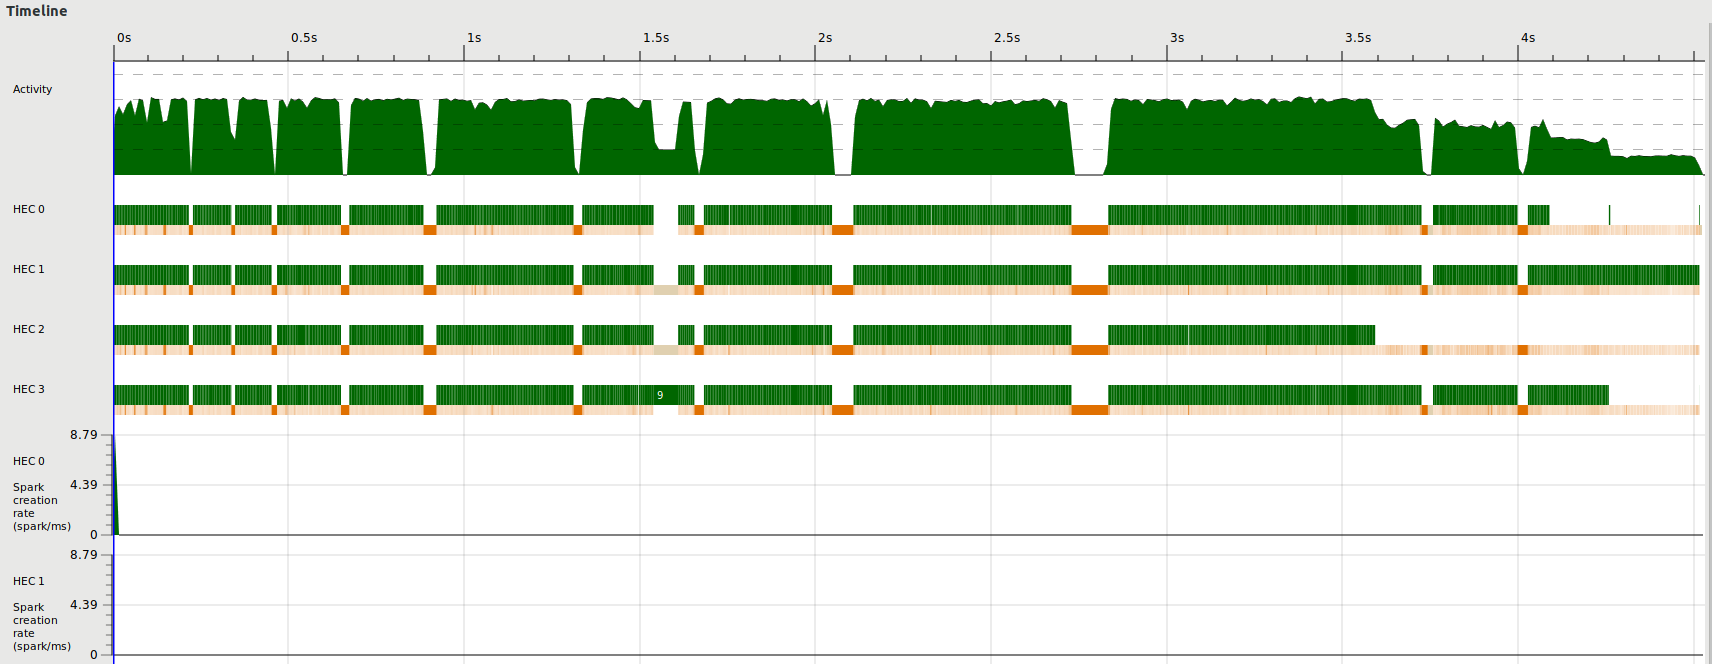 Timeline
0s 0.5s 1s 1.5s 2s 2.5s 3s 3.5s 4s
Activity
HEC 0
HEC 1
HEC 2
HEC 3
9
8.79
HEC 0
4.39
Spark
creation
rate
(spark/ms)
0
8.79
HEC 1
4.39
Spark
creation
rate
(spark/ms)
0